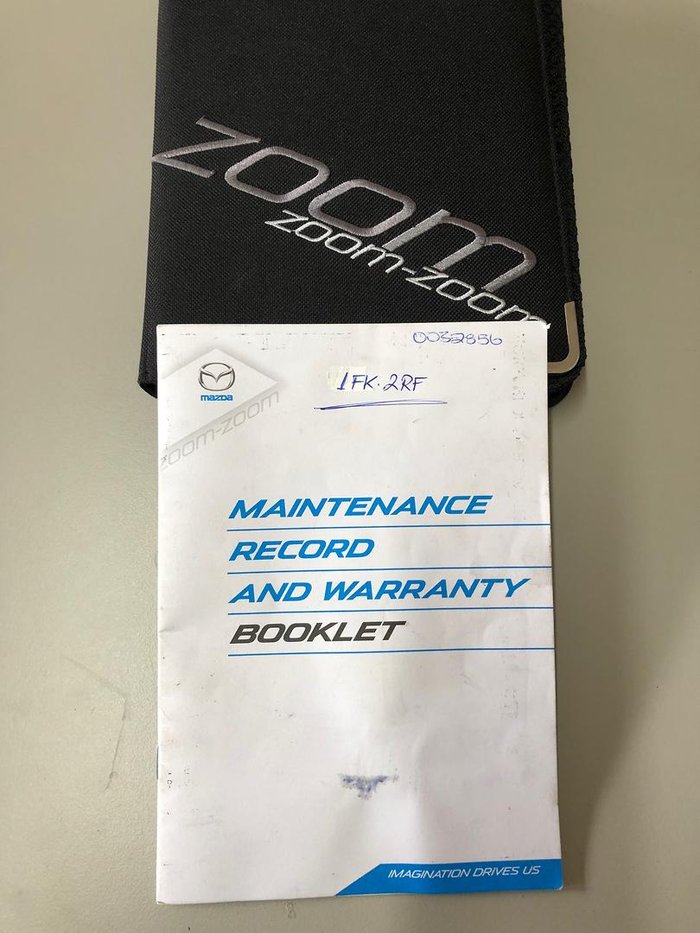 zoom
zoom-zoom
0032856
1FK·2RF
mazda
zoom-zoom
MAINTENANCE
RECORD
AND WARRANTY
BOOKLET
IMAGINATION DRIVES US